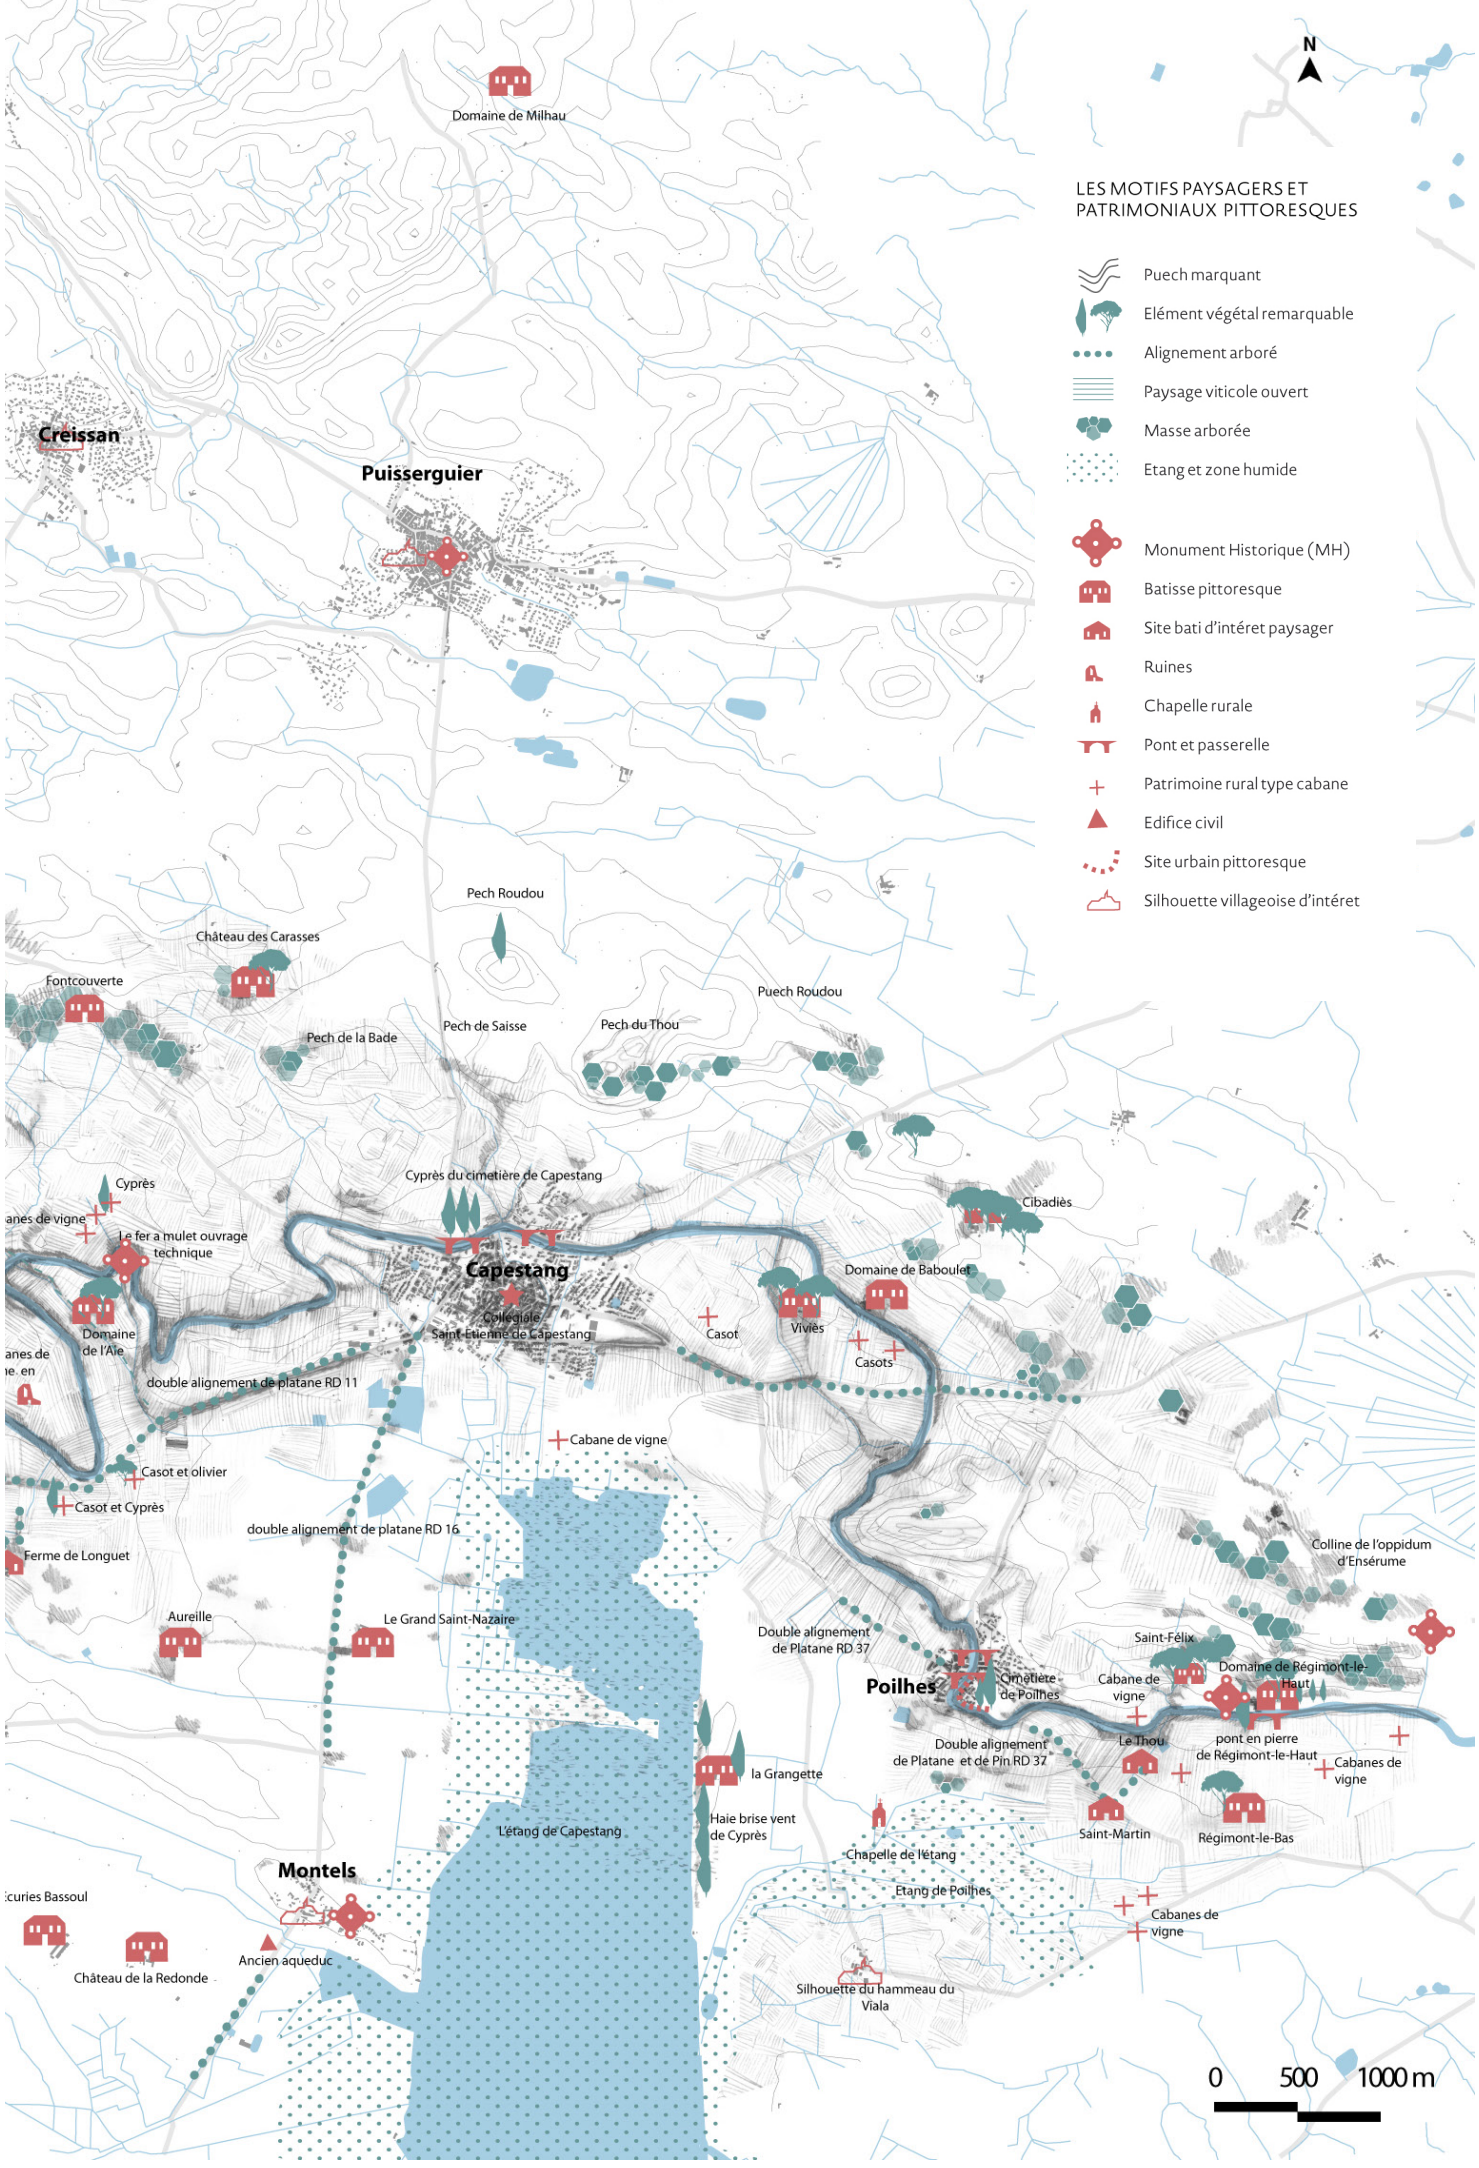 N
Domaine de Milhau
LES MOTIFS PAYSAGERS ET
PATRIMONIAUX PITTORESQUES
Puech marquant
Elément végétal remarquable
Alignement arboré
Paysage viticole ouvert
Masse arborée
Etang et zone humide
Monument Historique (MH)
Batisse pittoresque
Site bati d'intéret paysager
Ruines
Chapelle rurale
Pont et passerelle
Patrimoine rural type cabane
Edifice civil
Site urbain pittoresque
Silhouette villageoise d'intéret
Creissan
Puisserguier
Pech Roudou
Château des Carasses
Fontcouverte
Puech Roudou
Pech de Saisse
Pech du Thou
Pech de la Bade
Cyprès du cimetière de Capestang
Cyprès
Cibadiès
anes de vigne
Le fer a mulet ouvrage
technique
Capestang
Domaine de Baboulet
Collégiale
Saint-Etienne de Capestang
Casot
Viviès
Casots
Domaine
de l'Aïe
anes de
ne. en
double alignement de platane RD 11
Cabane de vigne
Casot et olivier
Casot et Cyprès
double alignement de platane RD 16
Ferme de Longuet
Colline de l'oppidum
d'Ensérume
Aureille
Le Grand Saint-Nazaire
Double alignement
de Platane RD 37
Saint-Félix
Domaine de Régimont-le-
Haut
Poilhes
Cimetière
de Poilhes
Cabane de
vigne
Double alignement
de Platane et de Pin RD 37
Le Thou
pont en pierre
de Régimont-le-Haut
Cabanes de
vigne
la Grangette
Haie brise vent
de Cyprès
L'étang de Capestang
Saint-Martin
Régimont-le-Bas
Chapelle de l'étang
Etang de Poilhes
Montels
Ecuries Bassoul
Cabanes de
vigne
Ancien aqueduc
Château de la Redonde
Silhouette du hammeau du
Viala
0 500 1000 m